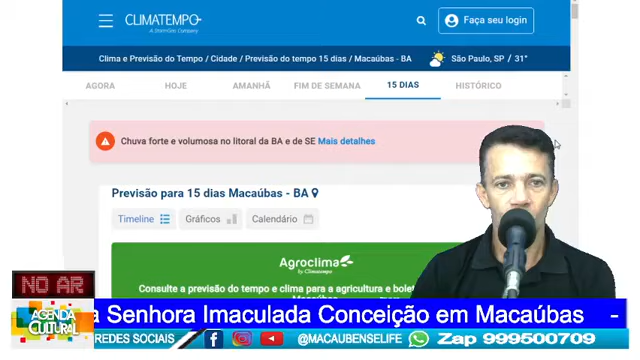 CLIMATEMPO
A StormGeo Company
Faça seu login
Clima e Previsão do Tempo / Cidade / Previsão do tempo 15 dias / Macaúbas - BA
São Paulo, SP / 31°
AGORA HOJE AMANHÃ FIM DE SEMANA 15 DIAS HISTÓRICO
Chuva forte e volumosa no litoral da BA e de SE Mais detalhes
Previsão para 15 dias Macaúbas - BA
Timeline Gráficos Calendário
Agroclima
by Climatempo
Consulte a previsão do tempo e clima para a agricultura e
NO AR
AGENDA CULTURAL
a Senhora Imaculada Conceição em Macaúbas -
REDES SOCIAIS @MACAUBENSELIFE Zap 999500709